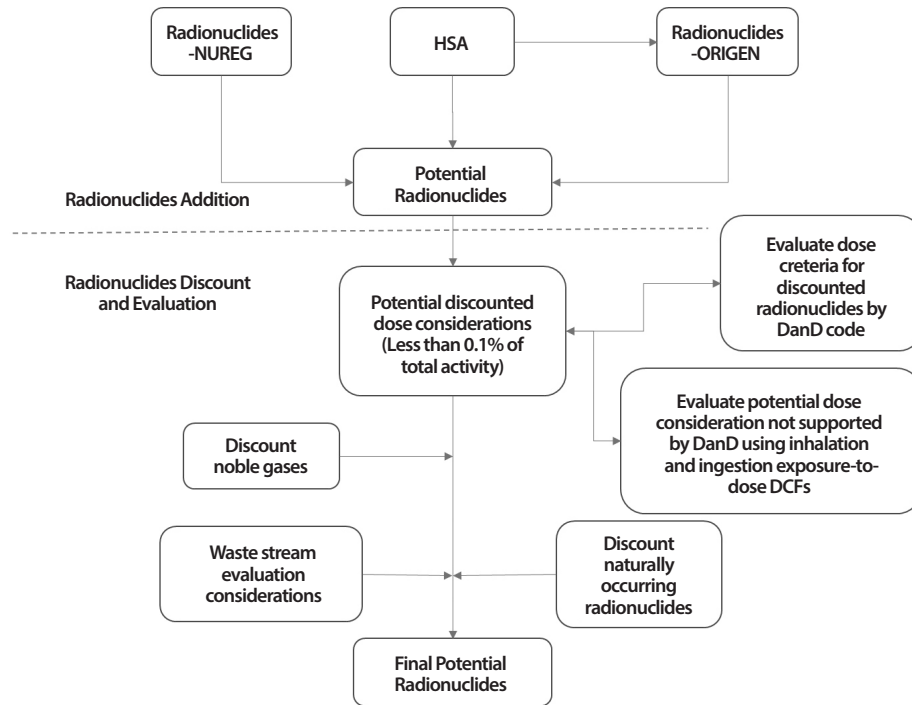 Radionuclides
-NUREG
HSA
Radionuclides
-ORIGEN
Potential
Radionuclides
Radionuclides Addition
Radionuclides Discount
and Evaluation
Potential discounted
dose considerations
(Less than 0.1% of
total activity)
Evaluate dose
creteria for
discounted
radionuclides by
DanD code
Evaluate potential dose
consideration not supported
by DanD using inhalation
and ingestion exposure-to-
dose DCFs
Discount
noble gases
Waste stream
evaluation
considerations
Discount
naturally
occurring
radionuclides
Final Potential
Radionuclides